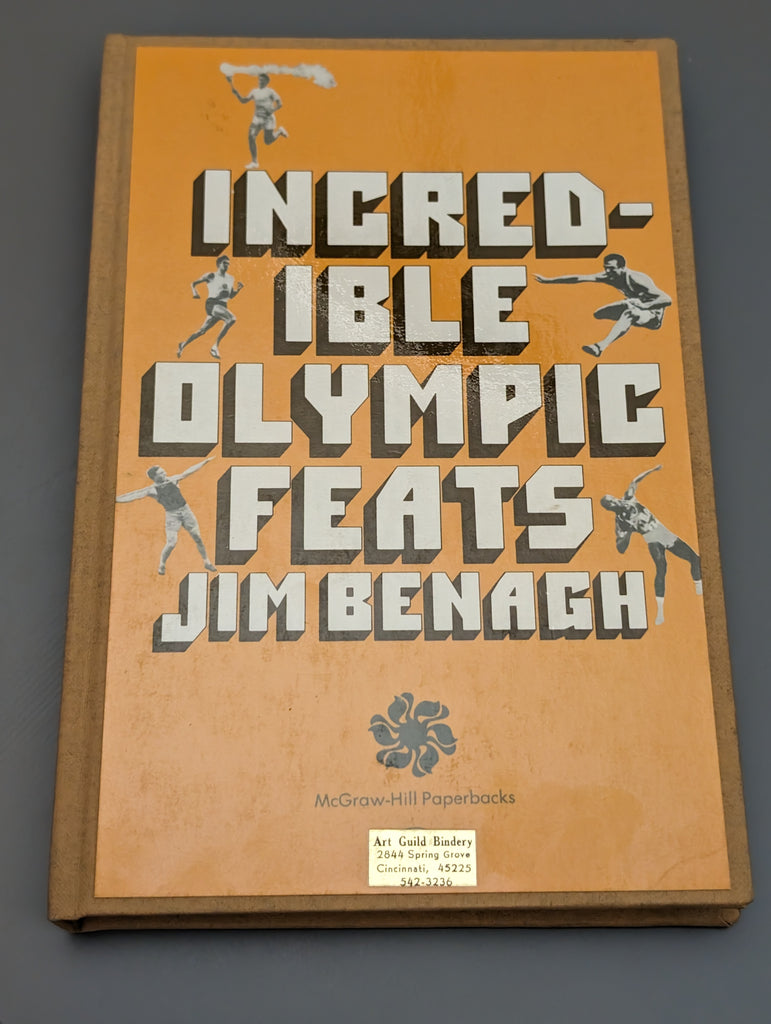 INCRED-
IBLE
OLYMPIC
FEATS
JIM BENAGH
McGraw-Hill Paperbacks
Art Guild Bindery
2844 Spring Grove
Cincinnati, 45225
542-3236